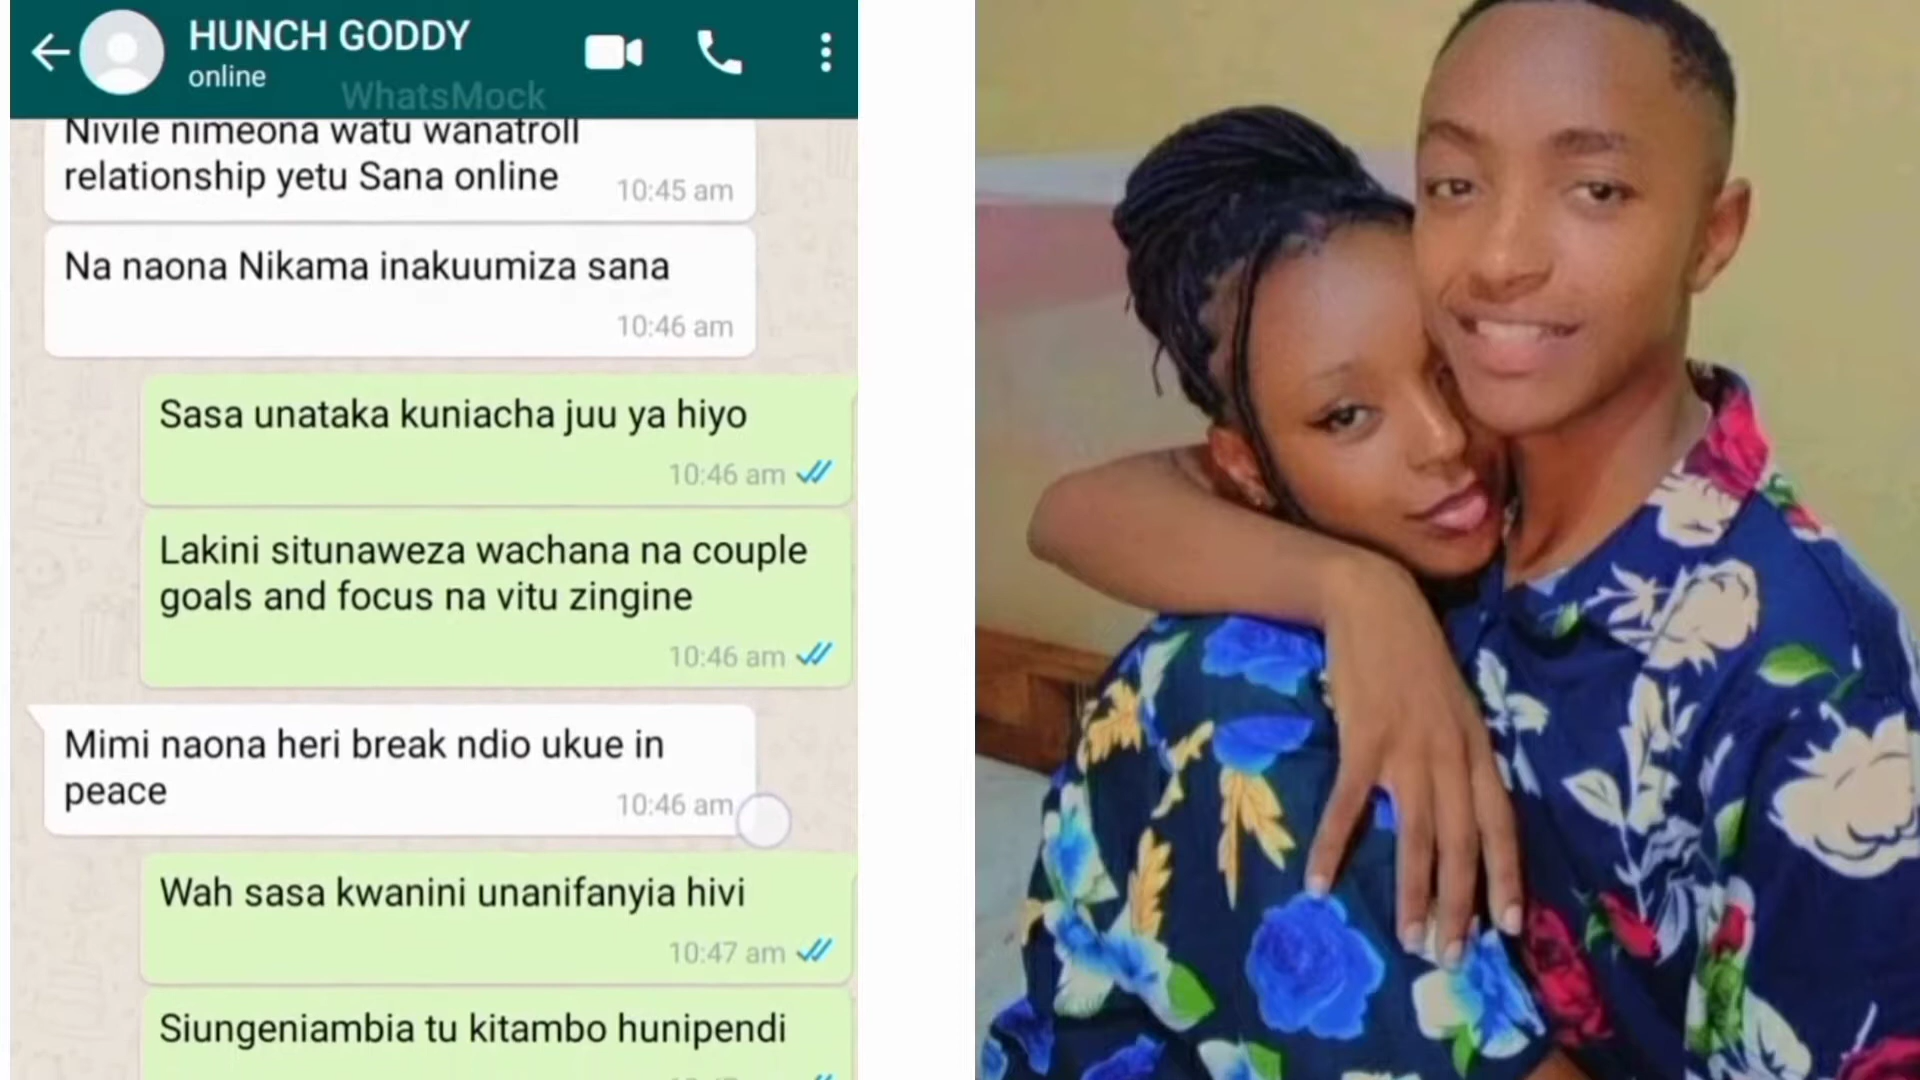 HUNCH GODDY
online
WhatsMock
Nivile nimeona watu wanatroll
relationship yetu Sana online
10:45 am
Na naona Nikama inakuumiza sana
10:46 am
Sasa unataka kuniacha juu ya hiyo
10:46 am
Lakini situnaweza wachana na couple
goals and focus na vitu zingine
10:46 am
Mimi naona heri break ndio ukue in
peace
10:46 am
Wah sasa kwanini unanifanyia hivi
10:47 am
Siungeniambia tu kitambo hunipendi